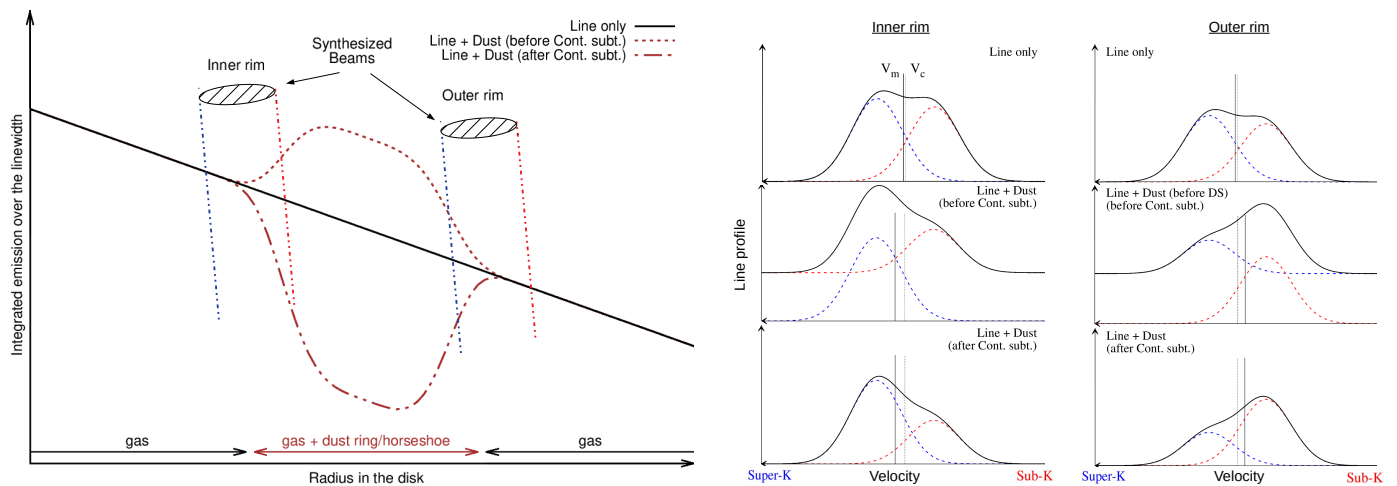 Integrated emission over the linewidth
Line only
Line + Dust (before Cont. subt.)
Line + Dust (after Cont. subt.)
Synthesized
Beams
Inner rim
Outer rim
gas
gas + dust ring/horseshoe
gas
Radius in the disk
Inner rim
Line only
Vm Vc
Line + Dust
(before Cont. subt.)
Line profile
Line + Dust
(after Cont. subt.)
Super-K
Velocity
Sub-K
Outer rim
Line only
Line + Dust (before DS)
(before Cont. subt.)
Line + Dust
(after Cont. subt.)
Super-K
Velocity
Sub-K